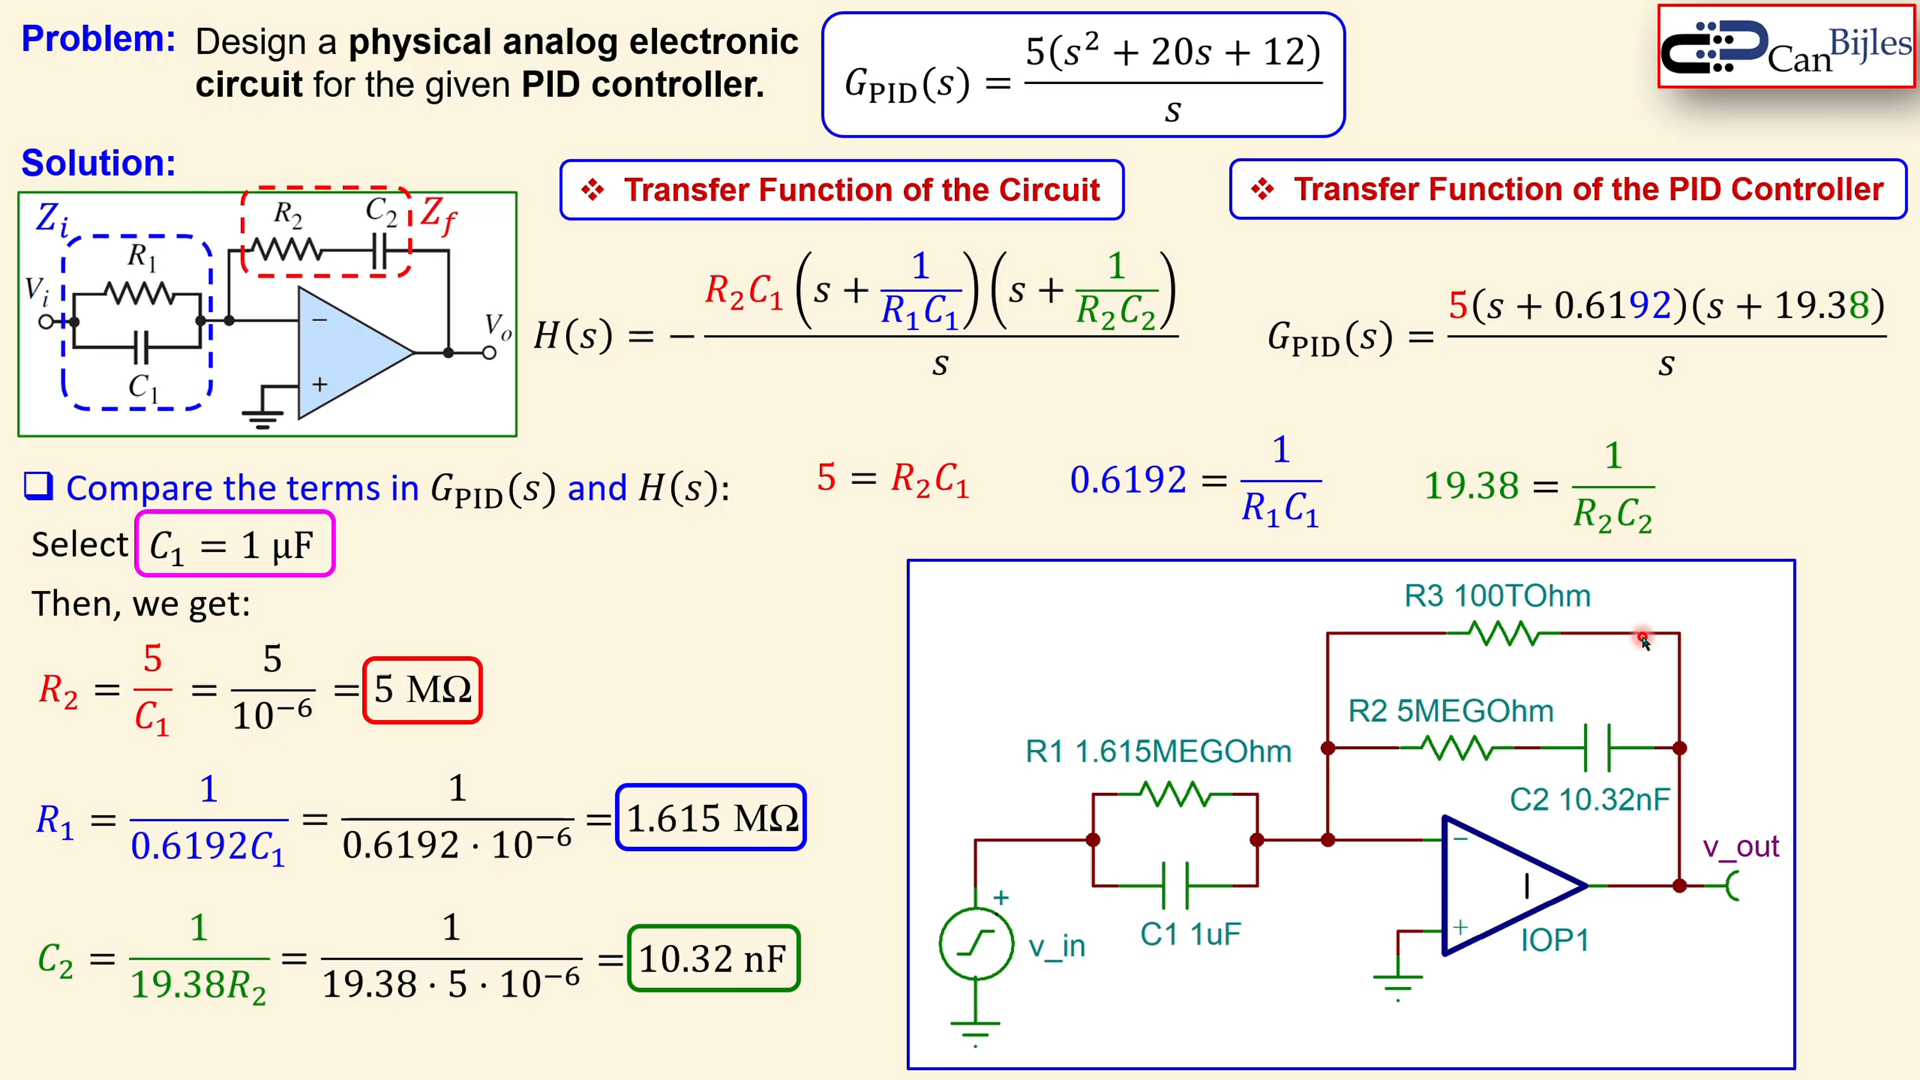 Problem: Design a physical analog electronic
circuit for the given PID controller.
G_PID(s) = 5(s² + 20s + 12) / s
CanBijles
Solution:
❖ Transfer Function of the Circuit
❖ Transfer Function of the PID Controller
Z_i
R_1
C_1
V_i
R_2
C_2
Z_f
−
+
V_o
H(s) = − R_2C_1 (s + 1/(R_1C_1)) (s + 1/(R_2C_2)) / s
G_PID(s) = 5(s + 0.6192)(s + 19.38) / s
❑ Compare the terms in G_PID(s) and H(s):
5 = R_2C_1
0.6192 = 1/(R_1C_1)
19.38 = 1/(R_2C_2)
Select C_1 = 1 μF
Then, we get:
R_2 = 5/C_1 = 5/10⁻⁶ = 5 MΩ
R_1 = 1/(0.6192C_1) = 1/(0.6192 · 10⁻⁶) = 1.615 MΩ
C_2 = 1/(19.38R_2) = 1/(19.38 · 5 · 10⁻⁶) = 10.32 nF
R3 100TOhm
R2 5MEGOhm
R1 1.615MEGOhm
C2 10.32nF
v_out
−
+
+
IOP1
C1 1uF
v_in